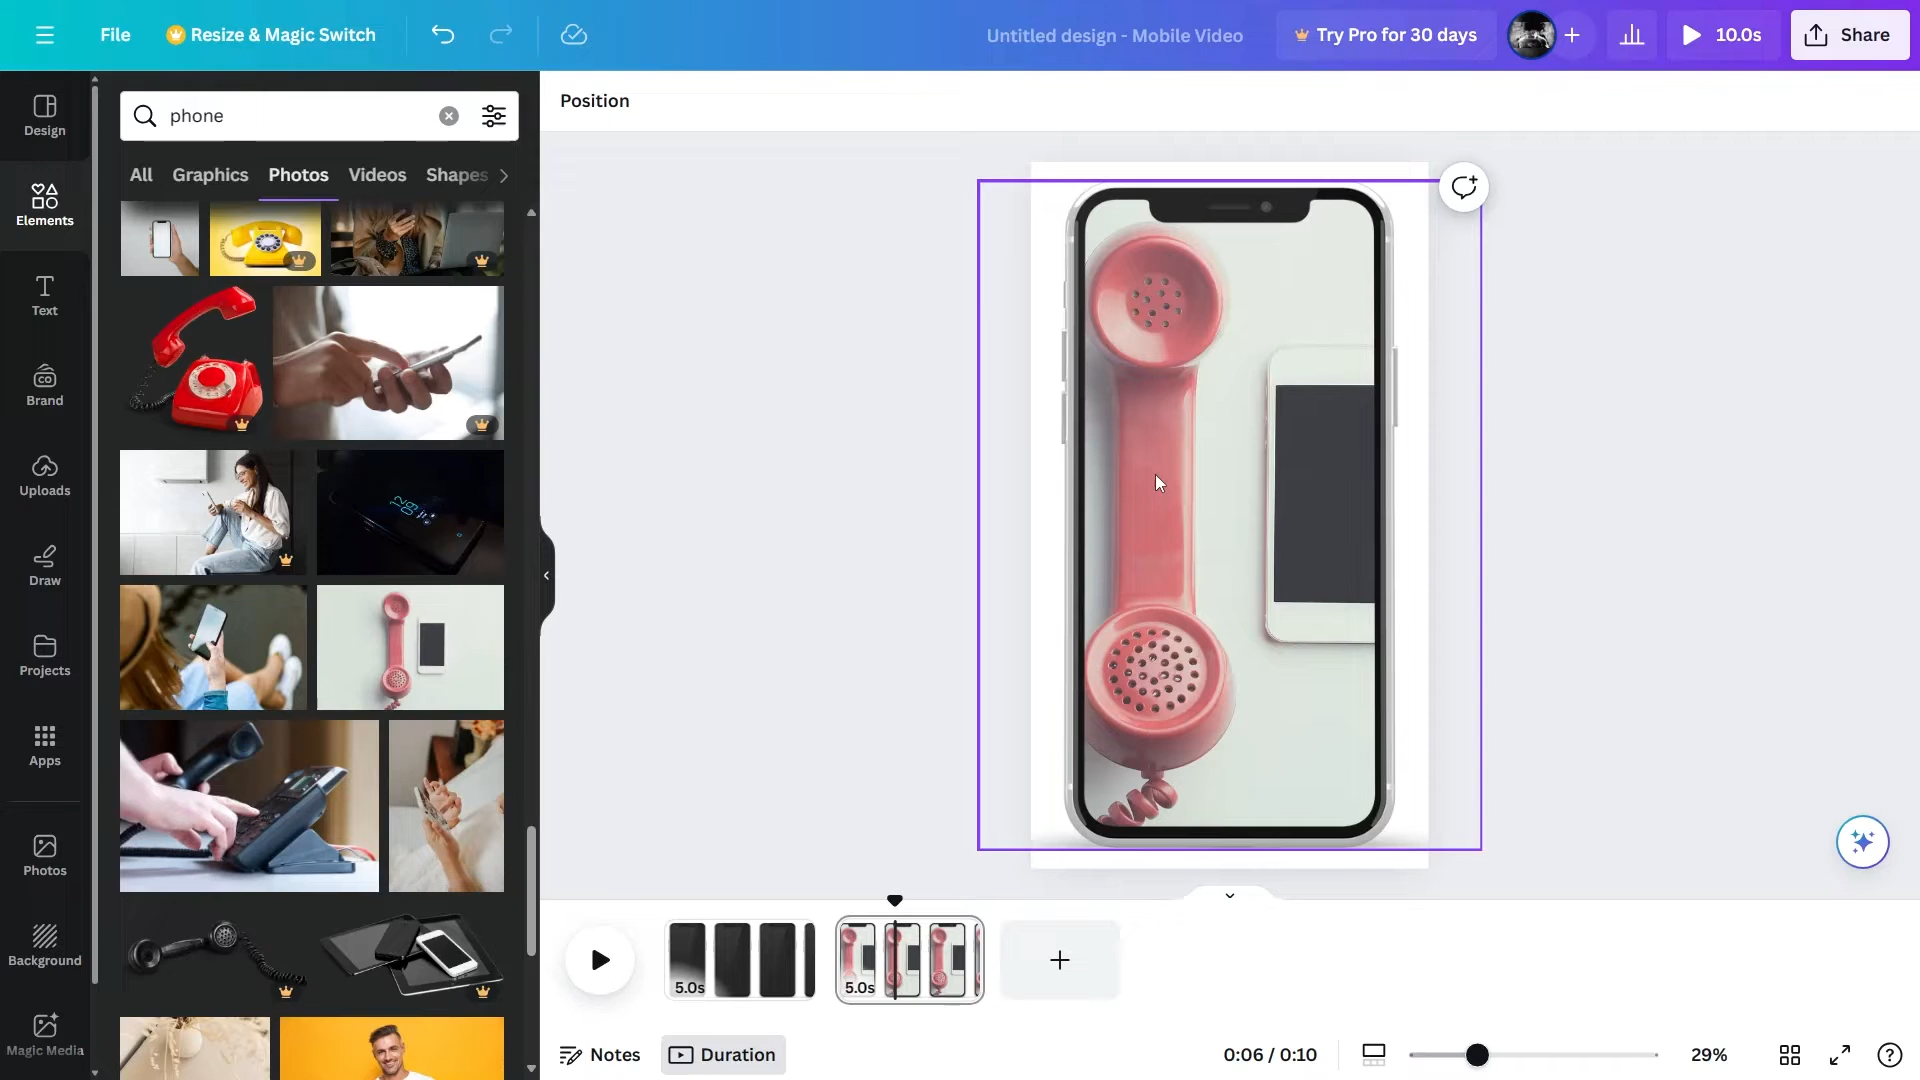 File
Resize & Magic Switch
Untitled design - Mobile Video
Try Pro for 30 days
10.0s
Share
Design
Elements
Text
Brand
Uploads
Draw
Projects
Apps
Photos
Background
Magic Media
phone
All Graphics Photos Videos Shapes
Position
5.0s
5.0s
Notes
Duration
0:06 / 0:10
29%